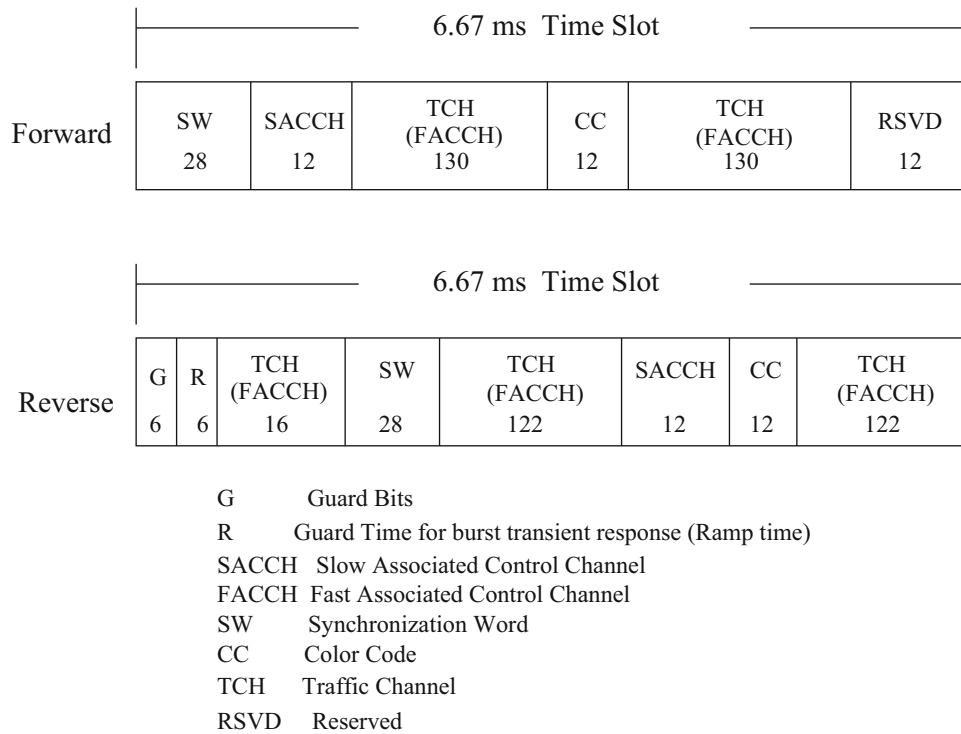 6.67 ms Time Slot
Forward
SW
28
SACCH
12
TCH
(FACCH)
130
CC
12
TCH
(FACCH)
130
RSVD
12
6.67 ms Time Slot
Reverse
G
6
R
6
TCH
(FACCH)
16
SW
28
TCH
(FACCH)
122
SACCH
12
CC
12
TCH
(FACCH)
122
G Guard Bits
R Guard Time for burst transient response (Ramp time)
SACCH Slow Associated Control Channel
FACCH Fast Associated Control Channel
SW Synchronization Word
CC Color Code
TCH Traffic Channel
RSVD Reserved